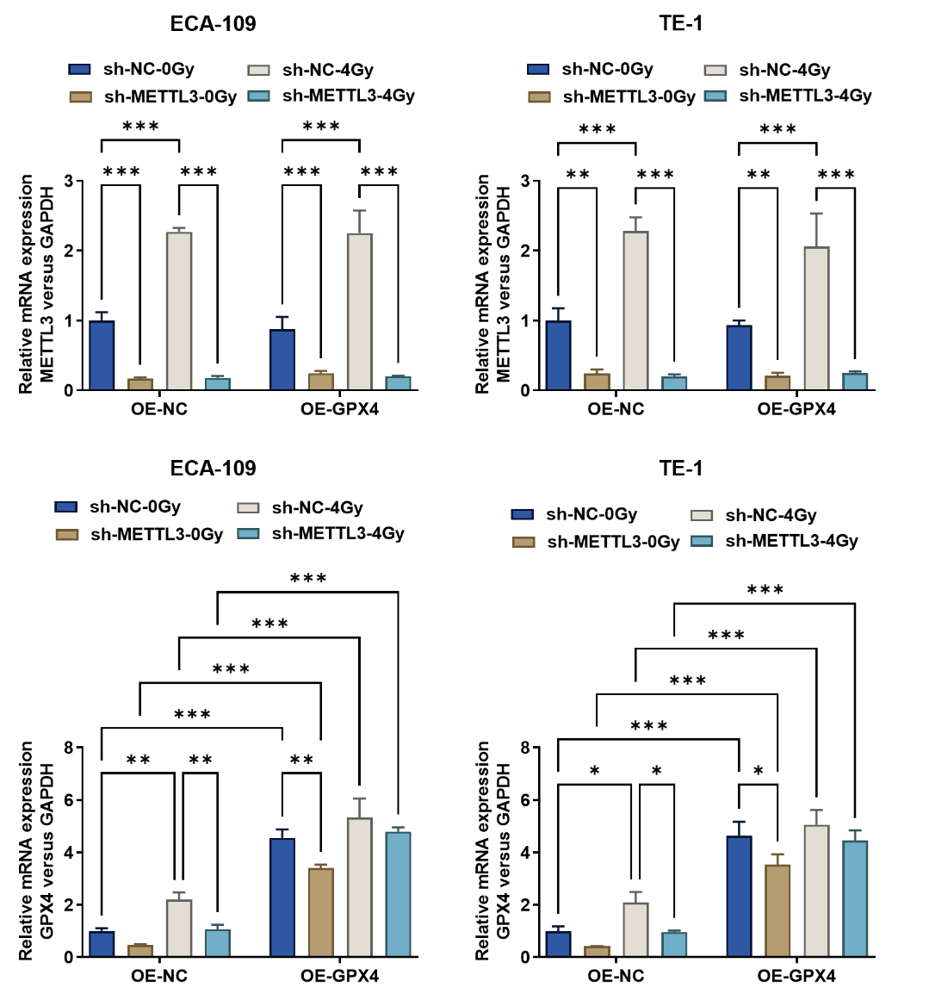 ECA-109
sh-NC-0Gy
sh-NC-4Gy
sh-METTL3-0Gy
sh-METTL3-4Gy
***
***
***
***
***
***
Relative mRNA expression
METTL3 versus GAPDH
3
2
1
0
OE-NC
OE-GPX4
TE-1
sh-NC-0Gy
sh-NC-4Gy
sh-METTL3-0Gy
sh-METTL3-4Gy
***
***
**
***
**
***
Relative mRNA expression
METTL3 versus GAPDH
3
2
1
0
OE-NC
OE-GPX4
ECA-109
sh-NC-0Gy
sh-NC-4Gy
sh-METTL3-0Gy
sh-METTL3-4Gy
***
***
***
***
**
**
**
Relative mRNA expression
GPX4 versus GAPDH
8
6
4
2
0
OE-NC
OE-GPX4
TE-1
sh-NC-0Gy
sh-NC-4Gy
sh-METTL3-0Gy
sh-METTL3-4Gy
***
***
***
***
*
*
*
Relative mRNA expression
GPX4 versus GAPDH
8
6
4
2
0
OE-NC
OE-GPX4